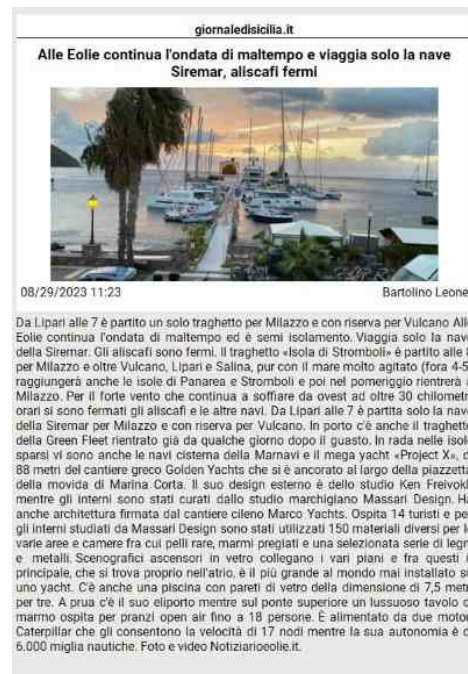 giornaledisicilia.it
Alle Eolie continua l'ondata di maltempo e viaggia solo la nave
Siremar, aliscafi fermi
08/29/2023 11:23
Bartolino Leone
Da Lipari alle 7 è partito un solo traghetto per Milazzo e con riserva per Vulcano
Eolie continua l'ondata di maltempo ed è semi isolamento. Viaggia solo la nave
della Siremar. Gli aliscafi sono fermi. Il traghetto «Isola di Stromboli» è partito alle
per Milazzo e oltre Vulcano, Lipari e Salina, pur con il mare molto agitato (fora 4-5)
raggiungerà anche le isole di Panarea e Stromboli e poi nel pomeriggio rientrerà
Milazzo. Per il forte vento che continua a soffiare da ovest ad oltre 30
orari si sono fermati gli aliscafi e le altre navi. Da Lipari alle 7 è partita solo la nave
della Siremar per Milazzo e con riserva per Vulcano. In porto c'è anche il traghetto
della Green Fleet rientrato già da qualche giorno dopo il guasto. In rada nelle
sparsi vi sono anche le navi cisterna della Marnavi e il mega yacht «Project X»,
88 metri del cantiere greco Golden Yachts che si è ancorato al largo della piazzetta
della movida di Marina Corta. Il suo design esterno è dello studio Ken Freivokh
mentre gli interni sono stati curati dallo studio marchigiano Massari Design.
anche architettura firmata dal cantiere cileno Marco Yachts. Ospita 14 turisti e
gli interni studiati da Massari Design sono stati utilizzati 150 materiali diversi per
varie aree e camere fra cui pelli rare, marmi pregiati e una selezionata serie di
e metalli. Scenografici ascensori in vetro collegano i vari piani e fra questi
principale, che si trova proprio nell'atrio, è il più grande al mondo mai installato
uno yacht. C'è anche una piscina con pareti di vetro della dimensione di 7,5
per tre. A prua c'è il suo eliporto mentre sul ponte superiore un lussuoso tavolo
marmo ospita per pranzi open air fino a 18 persone. È alimentato da due
Caterpillar che gli consentono la velocità di 17 nodi mentre la sua autonomia è
6.000 miglia nautiche. Foto e video Notiziarioeolie.it.